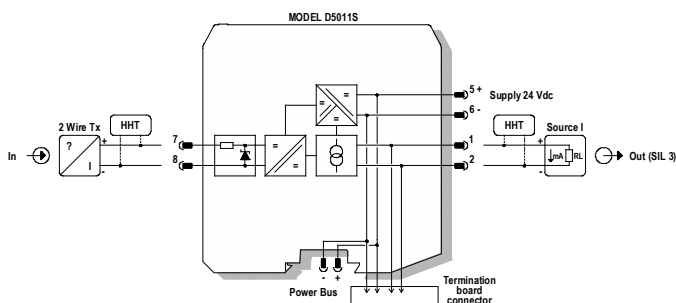 MODEL D5011S
5 + Supply 24 Vdc
6 -
2 Wire Tx
HHT
7
HHT
Source I
1
In
?
I
+
-
8
=
=
=
=
2
+
-
mA
RL
Out (SIL 3)
- +
Power Bus
Termination
board
connector